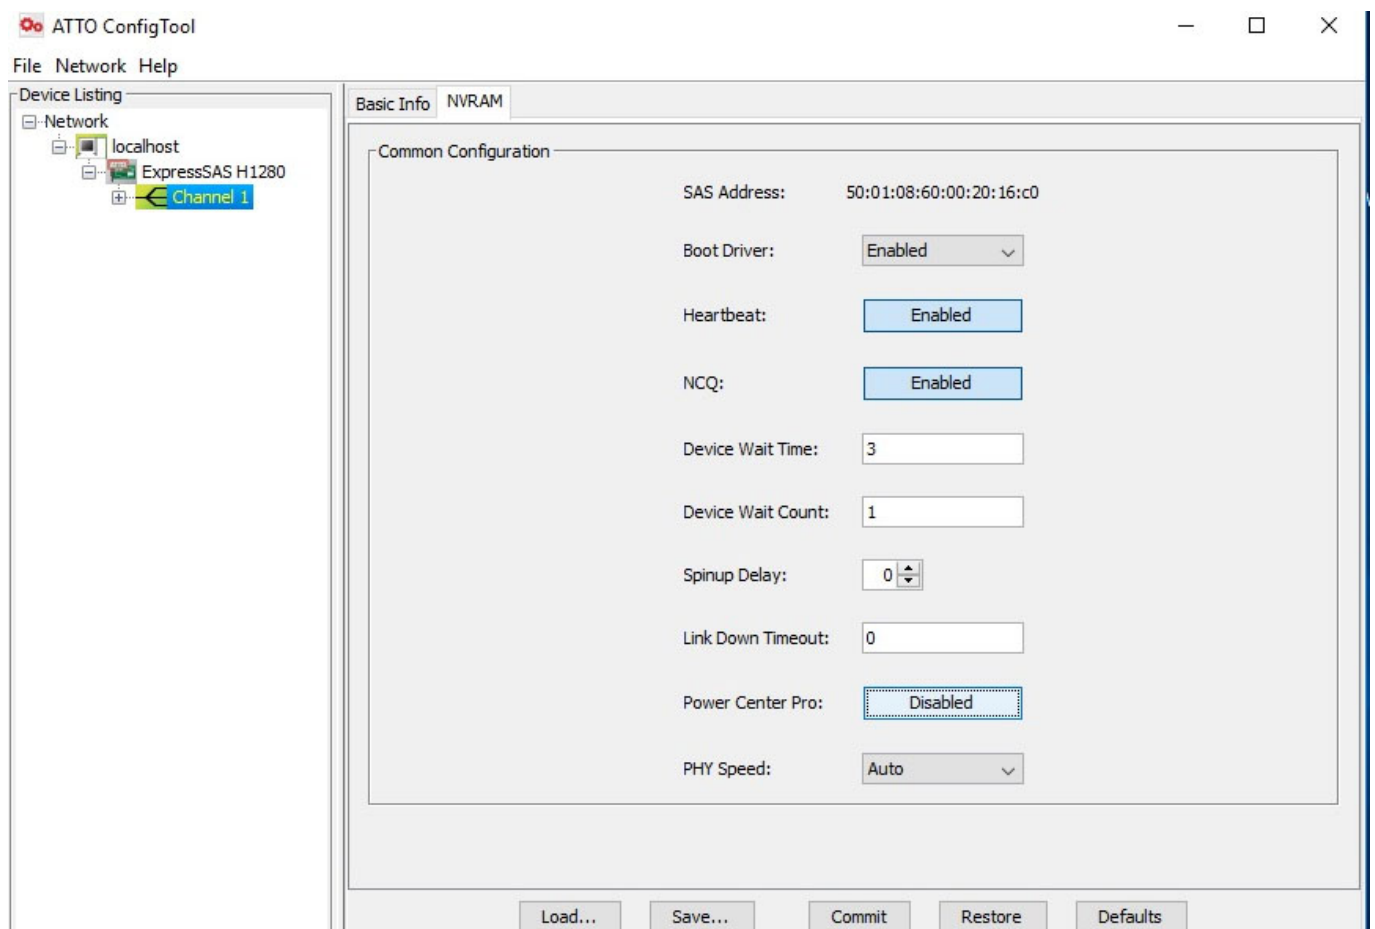 ATTO ConfigTool
File Network Help
Device Listing
Network
localhost
ExpressSAS H1280
Channel 1
Basic Info NVRAM
Common Configuration
SAS Address: 50:01:08:60:00:20:16:c0
Boot Driver: Enabled
Heartbeat: Enabled
NCQ: Enabled
Device Wait Time: 3
Device Wait Count: 1
Spinup Delay: 0
Link Down Timeout: 0
Power Center Pro: Disabled
PHY Speed: Auto
Load... Save... Commit Restore Defaults